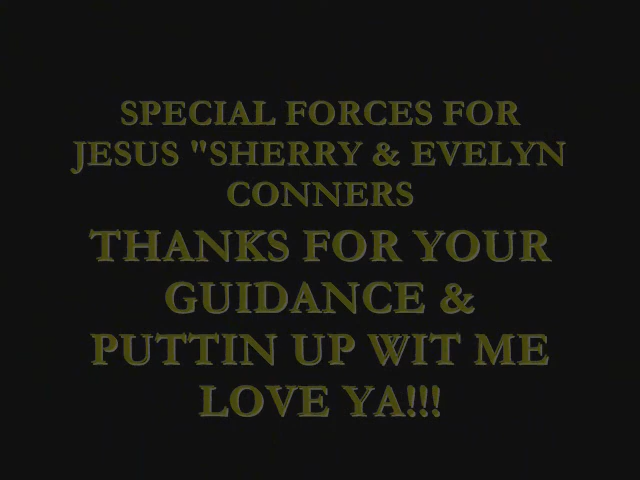 SPECIAL FORCES FOR
JESUS "SHERRY & EVELYN
CONNERS
THANKS FOR YOUR
GUIDANCE &
PUTTIN UP WIT ME
LOVE YA!!!